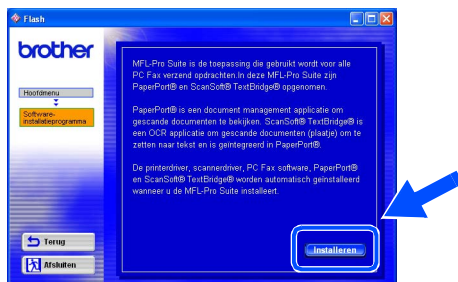 Flash
brother
Hoofdmenu
Software-
installatieprogramma
MFL-Pro Suite is de toepassing die gebruikt wordt voor alle
PC Fax verzend opdrachten.In deze MFL-Pro Suite zijn
PaperPort® en ScanSoft® TextBridge® opgenomen.
PaperPort® is een document management applicatie om
gescande documenten te bekijken. ScanSoft® TextBridge® is
een OCR applicatie om gescande documenten (plaatje) om te
zetten naar tekst en is geïntegreerd in PaperPort®.
De printerdriver, scannerdriver, PC Fax software, PaperPort®
en ScanSoft® TextBridge® worden automatisch geïnstalleerd
wanneer u de MFL-Pro Suite installeert.
Terug
Afsluiten
Installeren